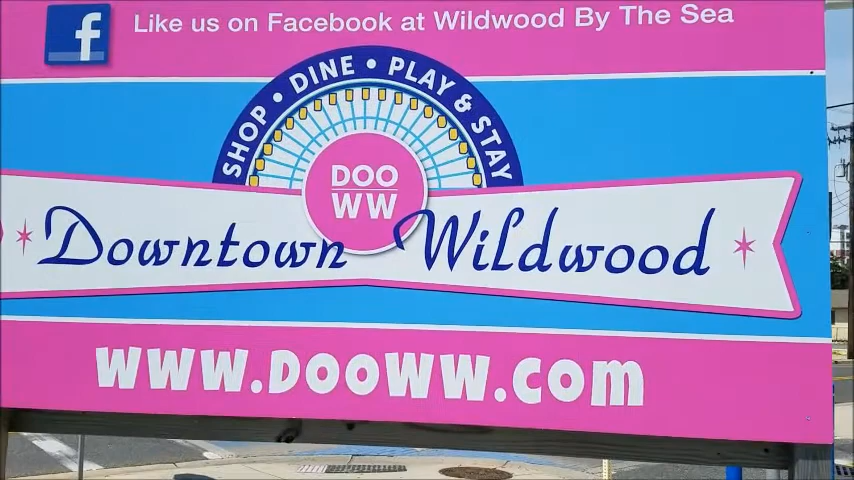 f Like us on Facebook at Wildwood By The Sea
SHOP • DINE • PLAY & STAY
DOO
WW
Downtown Wildwood
www.DOOWW.com